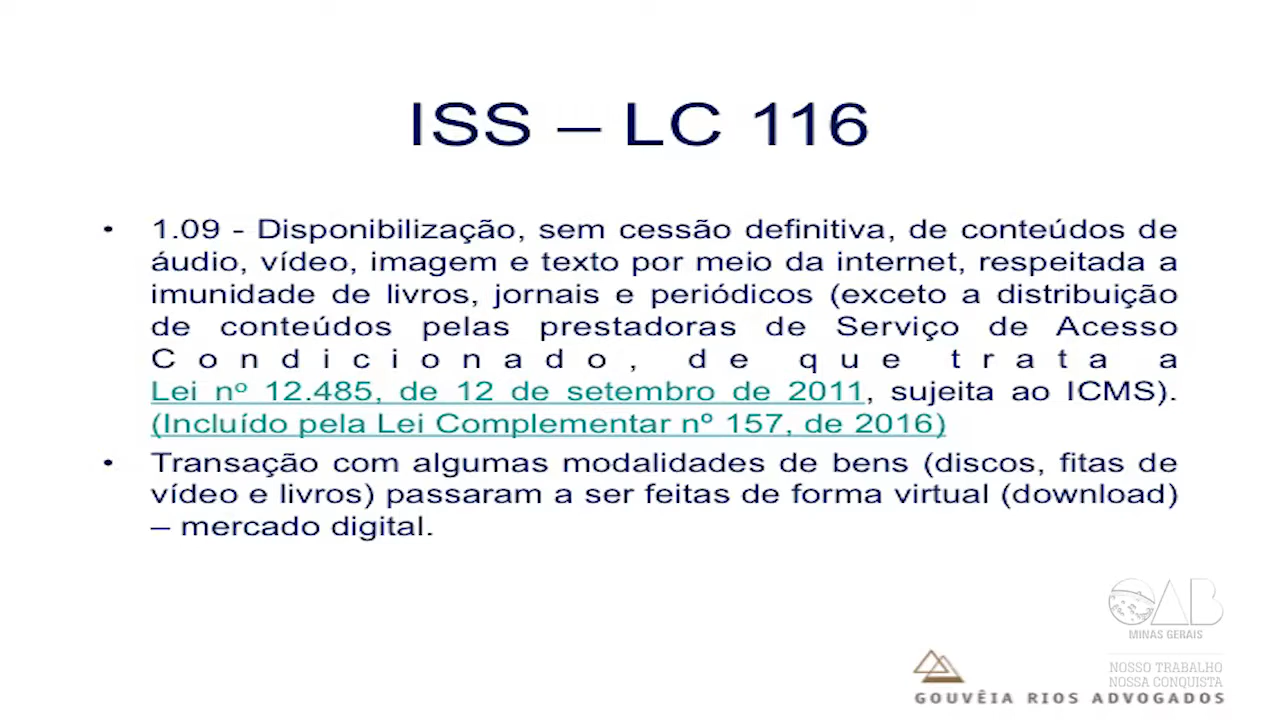 ISS – LC 116
• 1.09 - Disponibilização, sem cessão definitiva, de conteúdos de
áudio, vídeo, imagem e texto por meio da internet, respeitada a
imunidade de livros, jornais e periódicos (exceto a distribuição
de conteúdos pelas prestadoras de Serviço de Acesso
Condicionado, de que trata a
Lei nº 12.485, de 12 de setembro de 2011, sujeita ao ICMS).
(Incluído pela Lei Complementar nº 157, de 2016)
• Transação com algumas modalidades de bens (discos, fitas de
vídeo e livros) passaram a ser feitas de forma virtual (download)
– mercado digital.
OAB
MINAS GERAIS
NOSSO TRABALHO
NOSSA CONQUISTA
GOUVÊIA RIOS ADVOGADOS